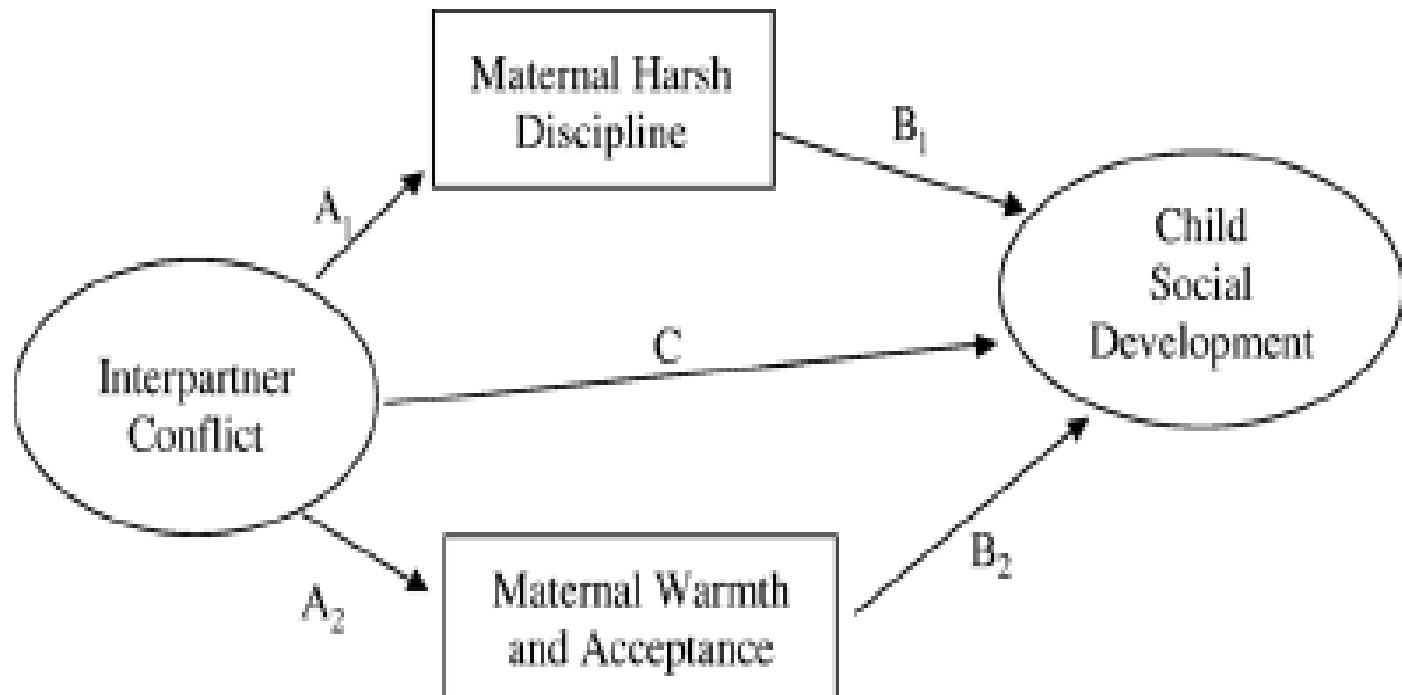 Maternal Harsh
Discipline
B₁
A₁
Child
Social
Development
C
Interpartner
Conflict
B₂
A₂
Maternal Warmth
and Acceptance